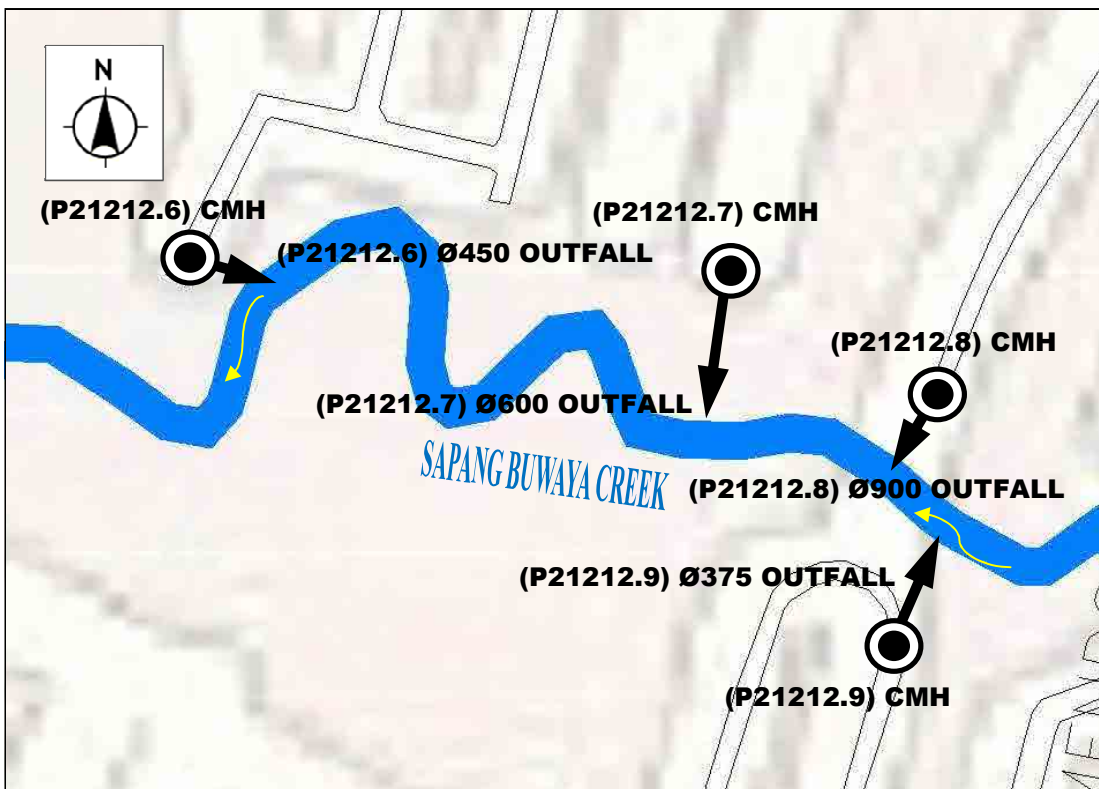 N
(P21212.6) CMH
(P21212.7) CMH
(P21212.6) Ø450 OUTFALL
(P21212.8) CMH
(P21212.7) Ø600 OUTFALL
SAPANG BUWAYA CREEK
(P21212.8) Ø900 OUTFALL
(P21212.9) Ø375 OUTFALL
(P21212.9) CMH